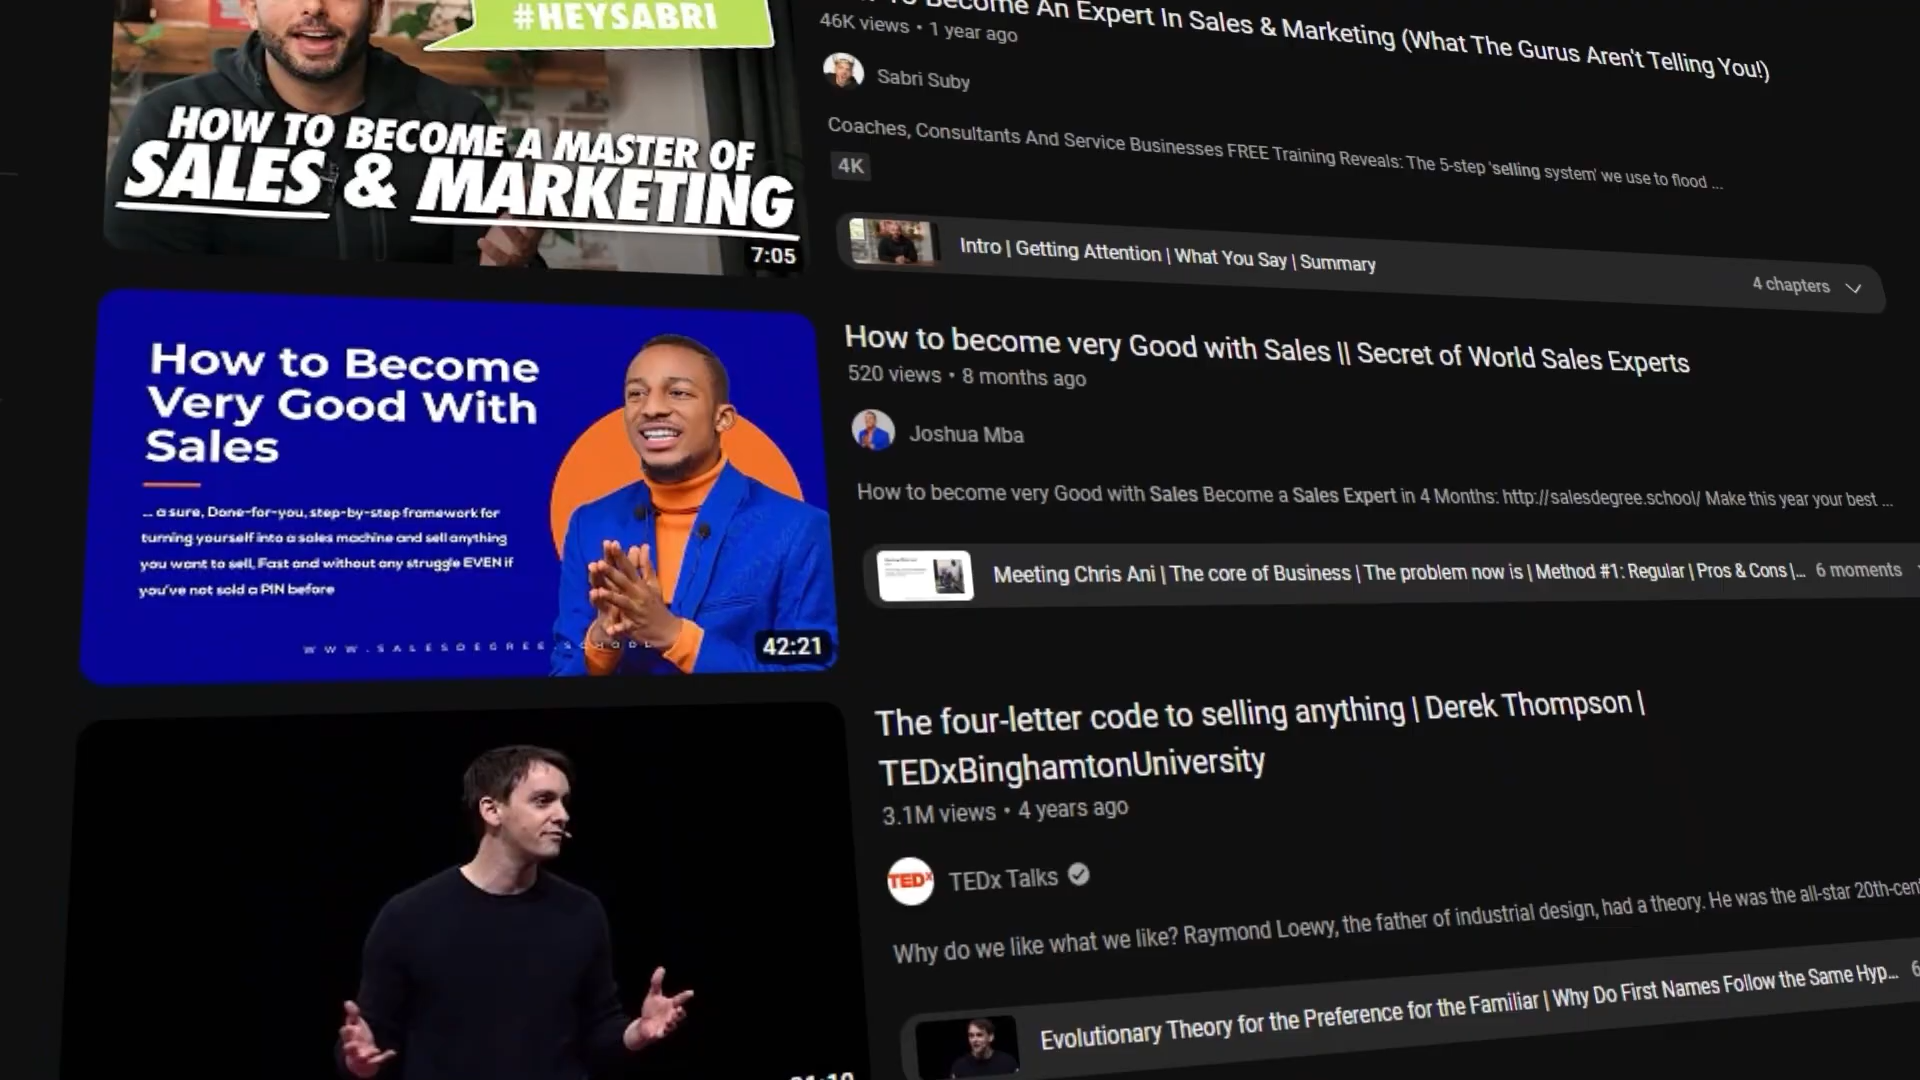 #HEYSABRI
HOW TO BECOME A MASTER OF
SALES & MARKETING
7:05
Become An Expert In Sales & Marketing (What The Gurus Aren't Telling You!)
46K views • 1 year ago
Sabri Suby
Coaches, Consultants And Service Businesses FREE Training Reveals: The 5-step 'selling system' we use to flood ...
4K
Intro | Getting Attention | What You Say | Summary
4 chapters
How to Become
Very Good With
Sales
... a sure, Done-for-you, step-by-step framework for
turning yourself into a sales machine and sell anything
you want to sell, Fast and without any struggle EVEN if
you've not sold a PIN before
WWW.SALESDEGREE.SCHOOL
42:21
How to become very Good with Sales || Secret of World Sales Experts
520 views • 8 months ago
Joshua Mba
How to become very Good with Sales Become a Sales Expert in 4 Months: http://salesdegree.school/ Make this year your best ...
Meeting Chris Ani | The core of Business | The problem now is | Method #1: Regular | Pros & Cons |...
6 moments
The four-letter code to selling anything | Derek Thompson |
TEDxBinghamtonUniversity
3.1M views • 4 years ago
TEDx
TEDx Talks
Why do we like what we like? Raymond Loewy, the father of industrial design, had a theory. He was the all-star 20th-cen
Evolutionary Theory for the Preference for the Familiar | Why Do First Names Follow the Same Hyp...